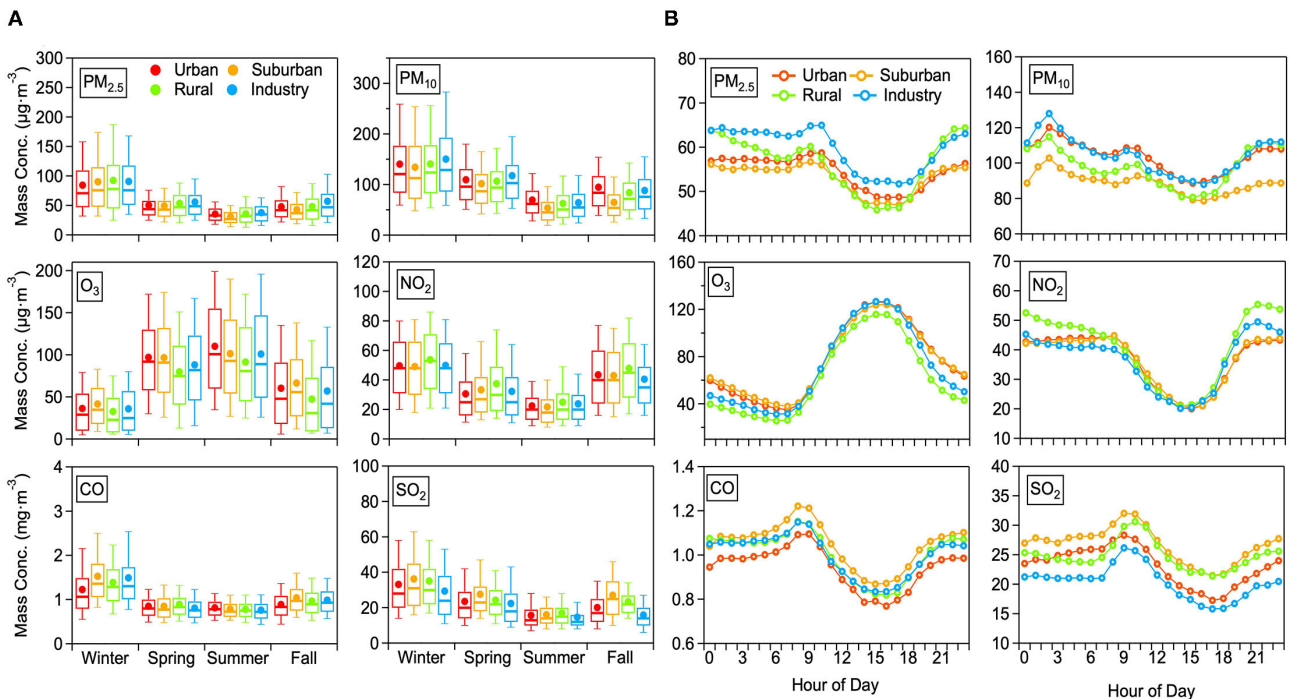 A
B
Mass Conc. (μg·m⁻³)
300
250
200
150
100
50
0
PM₂.₅
Urban
Suburban
Rural
Industry
300
200
100
0
PM₁₀
Mass Conc. (μg·m⁻³)
200
150
100
50
0
O₃
120
100
80
60
40
20
0
NO₂
Mass Conc. (mg·m⁻³)
4
3
2
1
0
CO
Winter
Spring
Summer
Fall
100
80
60
40
20
0
SO₂
Winter
Spring
Summer
Fall
80
70
60
50
40
PM₂.₅
Urban
Suburban
Rural
Industry
160
140
120
100
80
60
PM₁₀
160
120
80
40
O₃
70
60
50
40
30
20
10
NO₂
1.4
1.2
1.0
0.8
0.6
CO
0 3 6 9 12 15 18 21
Hour of Day
50
40
30
20
10
SO₂
0 3 6 9 12 15 18 21
Hour of Day